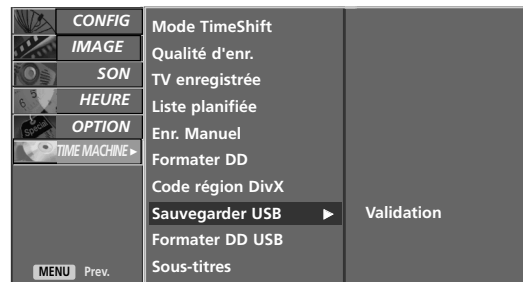 CONFIG
IMAGE
SON
HEURE
OPTION
TIME MACHINE ►
MENU Prev.
Mode TimeShift
Qualité d'enr.
TV enregistrée
Liste planifiée
Enr. Manuel
Formater DD
Code région DivX
Sauvegarder USB ► Validation
Formater DD USB
Sous-titres